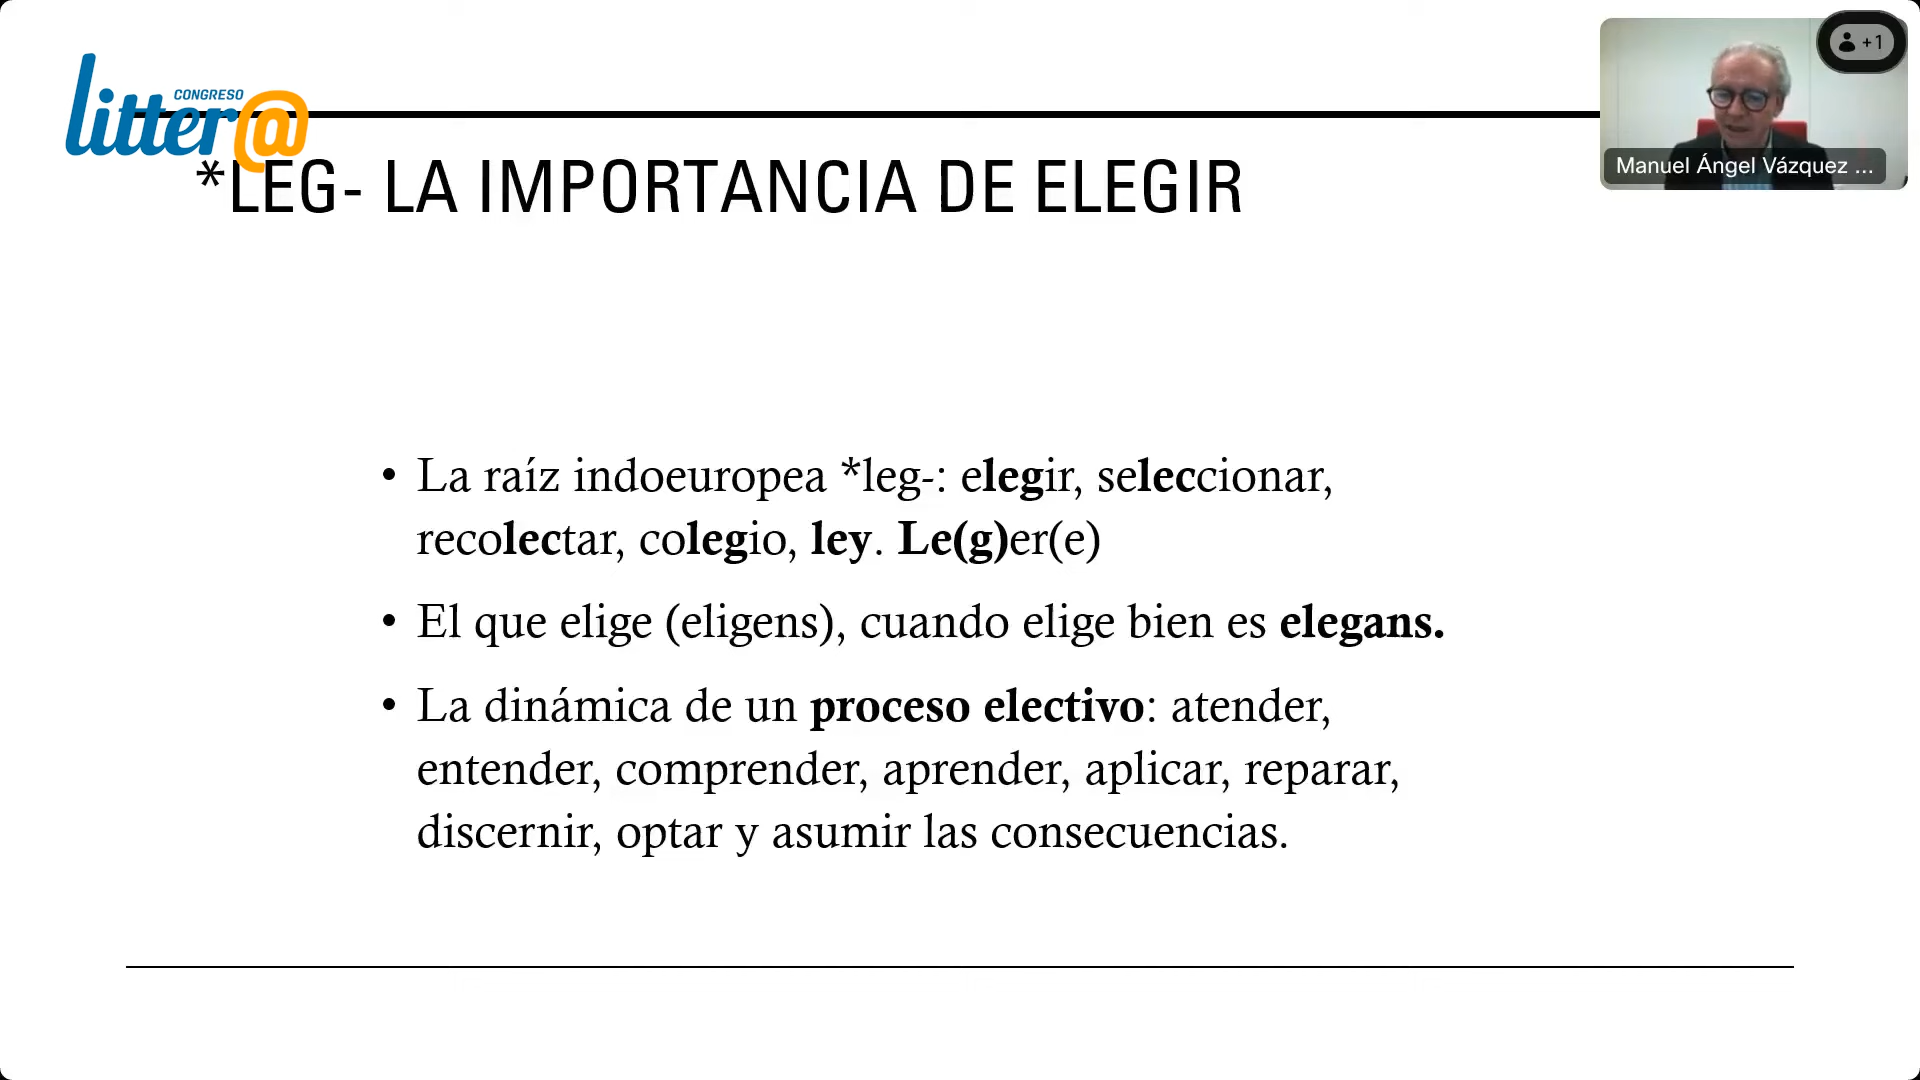 CONGRESO
litter@
+1
Manuel Ángel Vázquez ...
*LEG- LA IMPORTANCIA DE ELEGIR
• La raíz indoeuropea *leg-: elegir, seleccionar,
recolectar, colegio, ley. Le(g)er(e)
• El que elige (eligens), cuando elige bien es elegans.
• La dinámica de un proceso electivo: atender,
entender, comprender, aprender, aplicar, reparar,
discernir, optar y asumir las consecuencias.